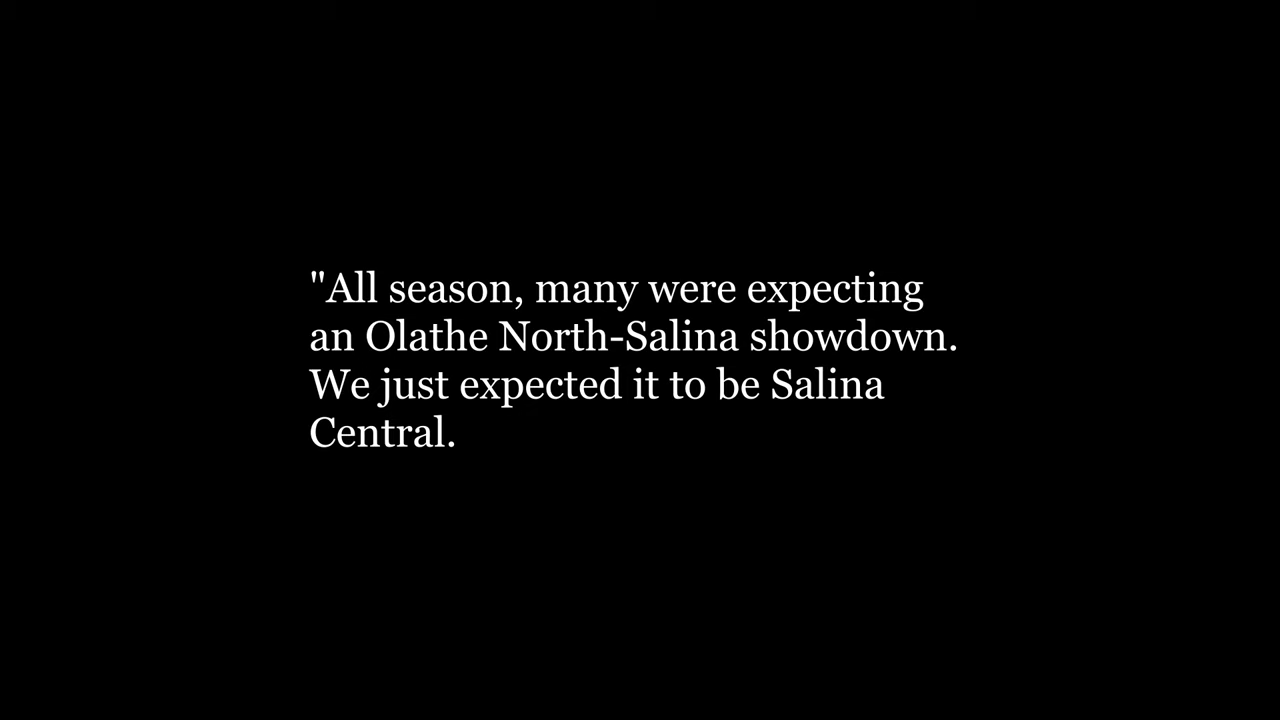 "All season, many were expecting
an Olathe North-Salina showdown.
We just expected it to be Salina
Central.